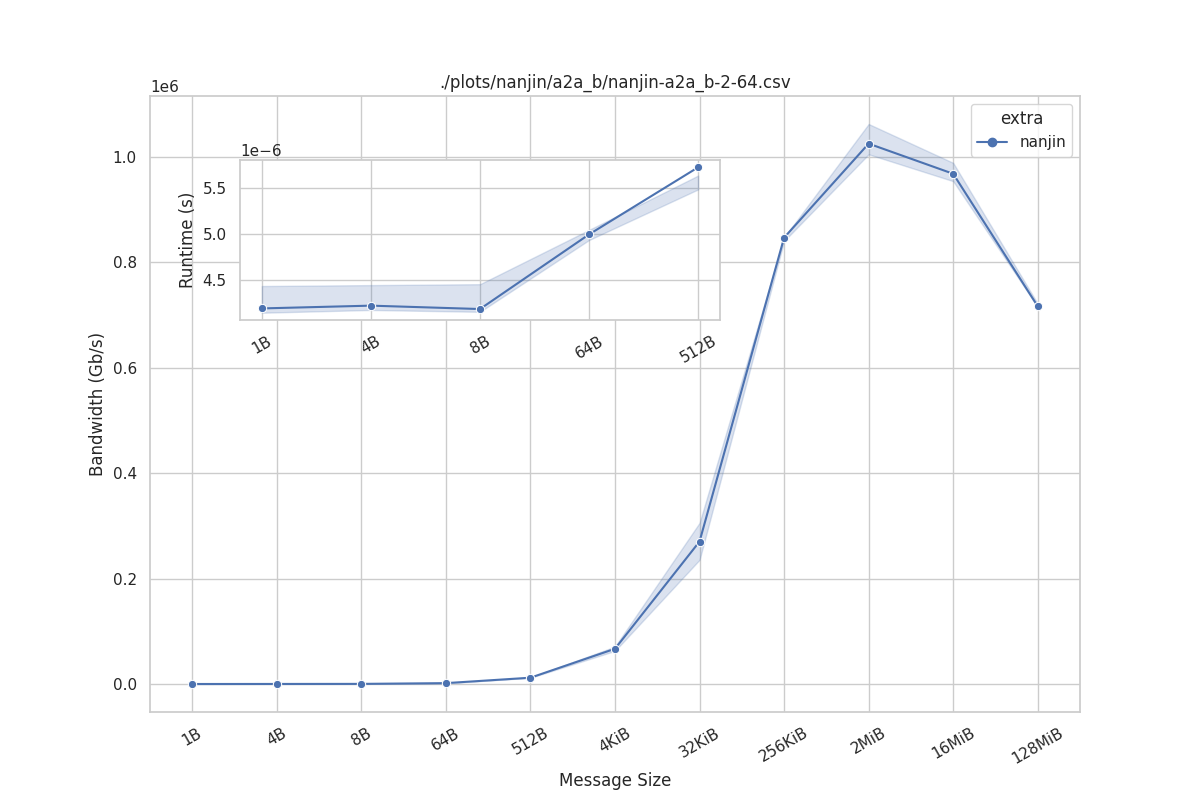 ./plots/nanjin/a2a_b/nanjin-a2a_b-2-64.csv
1e6
extra
nanjin
1.0
0.8
0.6
0.4
0.2
0.0
Bandwidth (Gb/s)
1e−6
5.5
5.0
4.5
Runtime (s)
1B 4B 8B 64B 512B
1B 4B 8B 64B 512B 4KiB 32KiB 256KiB 2MiB 16MiB 128MiB
Message Size